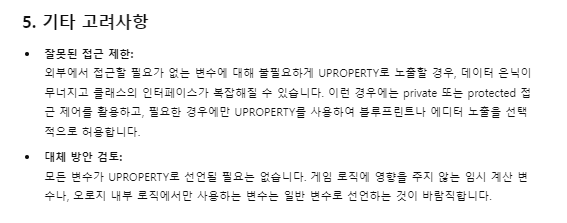 5. 기타 고려사항
• 잘못된 접근 제한:
외부에서 접근할 필요가 없는 변수에 대해 불필요하게 UPROPERTY로 노출할 경우, 데이터 은닉이
무너지고 클래스의 인터페이스가 복잡해질 수 있습니다. 이런 경우에는 private 또는 protected 접
근 제어를 활용하고, 필요한 경우에만 UPROPERTY를 사용하여 블루프린트나 에디터 노출을 선택
적으로 허용합니다.
• 대체 방안 검토:
모든 변수가 UPROPERTY로 선언될 필요는 없습니다. 게임 로직에 영향을 주지 않는 임시 계산 변
수나, 오로지 내부 로직에서만 사용하는 변수는 일반 변수로 선언하는 것이 바람직합니다.